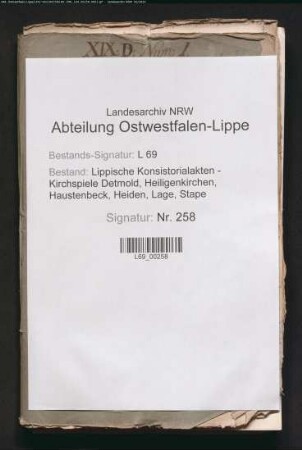 XIX. D. Num: 1
Landesarchiv NRW
Abteilung Ostwestfalen-Lippe
Bestands-Signatur: L 69
Bestand: Lippische Konsistorialakten -
Kirchspiele Detmold, Heiligenkirchen,
Haustenbeck, Heiden, Lage, Stape
Signatur: Nr. 258
L69_00258